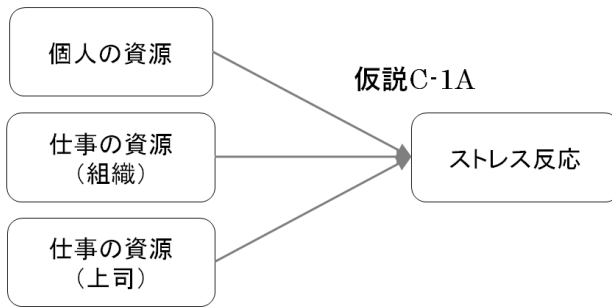 個人の資源
仮説C-1A
仕事の資源
（組織）
ストレス反応
仕事の資源
（上司）